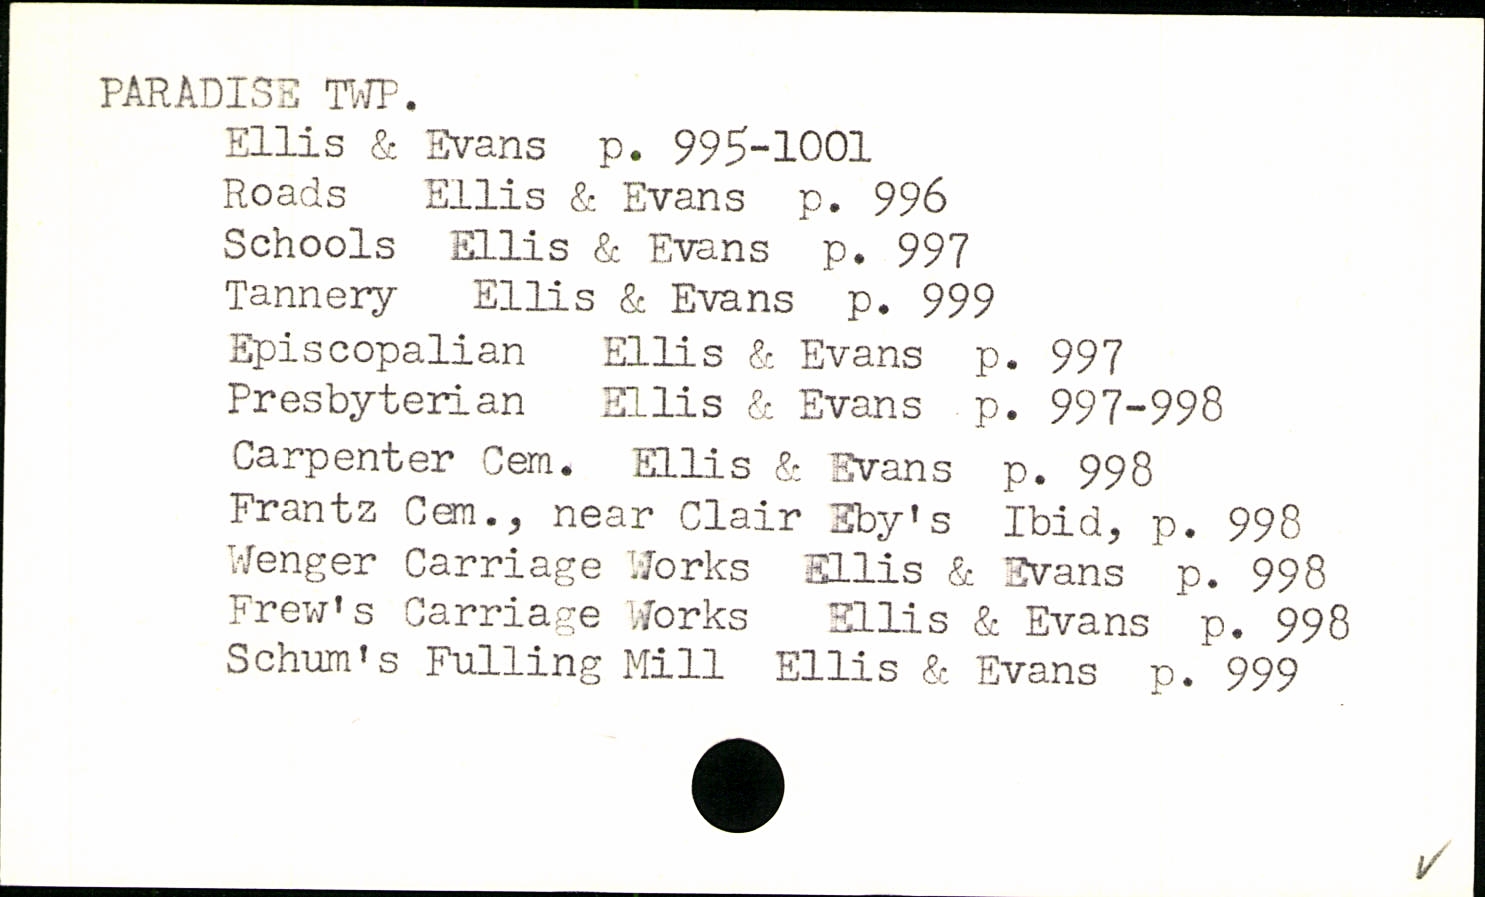 PARADISE TWP.
Ellis & Evans p. 995-1001
Roads Ellis & Evans p. 996
Schools Ellis & Evans p. 997
Tannery Ellis & Evans p. 999
Episcopalian Ellis & Evans p. 997
Presbyterian Ellis & Evans p. 997-998
Carpenter Cem. Ellis & Evans p. 998
Frantz Cem., near Clair Eby's Ibid, p. 998
Wenger Carriage Works Ellis & Evans p. 998
Frew's Carriage Works Ellis & Evans p. 998
Schum's Fulling Mill Ellis & Evans p. 999